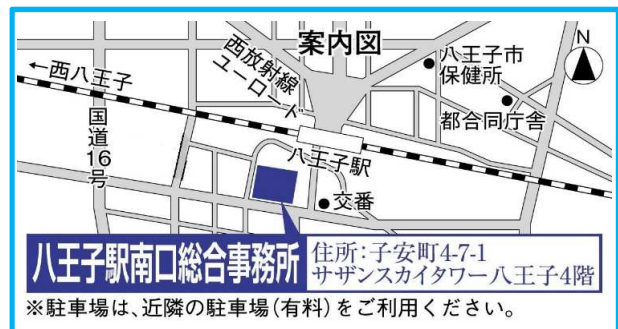 案内図
N
←西八王子
西放射線
ユーロード
八王子市
保健所
都合同庁舎
国道16号
八王子駅
交番
八王子駅南口総合事務所
住所:子安町4-7-1
サザンスカイタワー八王子4階
※駐車場は、近隣の駐車場(有料)をご利用ください。